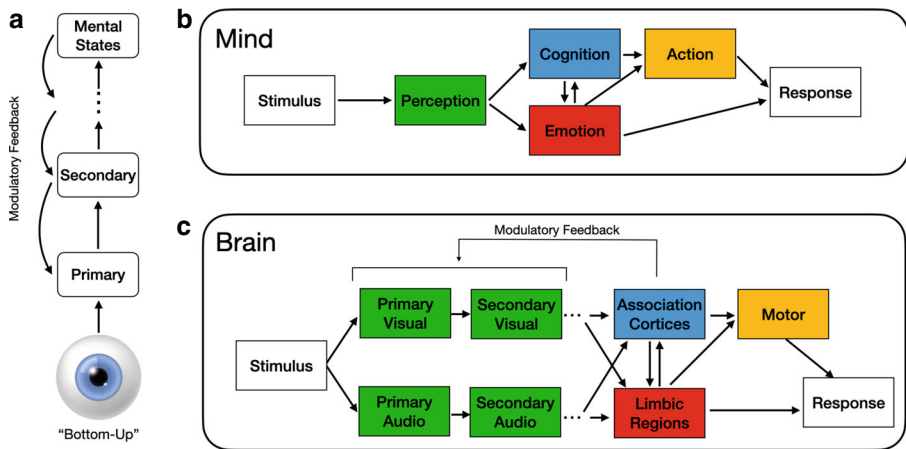 a
Mental
States
Modulatory Feedback
Secondary
Primary
“Bottom-Up”
b
Mind
Stimulus
Perception
Cognition
Emotion
Action
Response
c
Brain
Modulatory Feedback
Stimulus
Primary
Visual
Secondary
Visual
...
Primary
Audio
Secondary
Audio
...
Association
Cortices
Limbic
Regions
Motor
Response